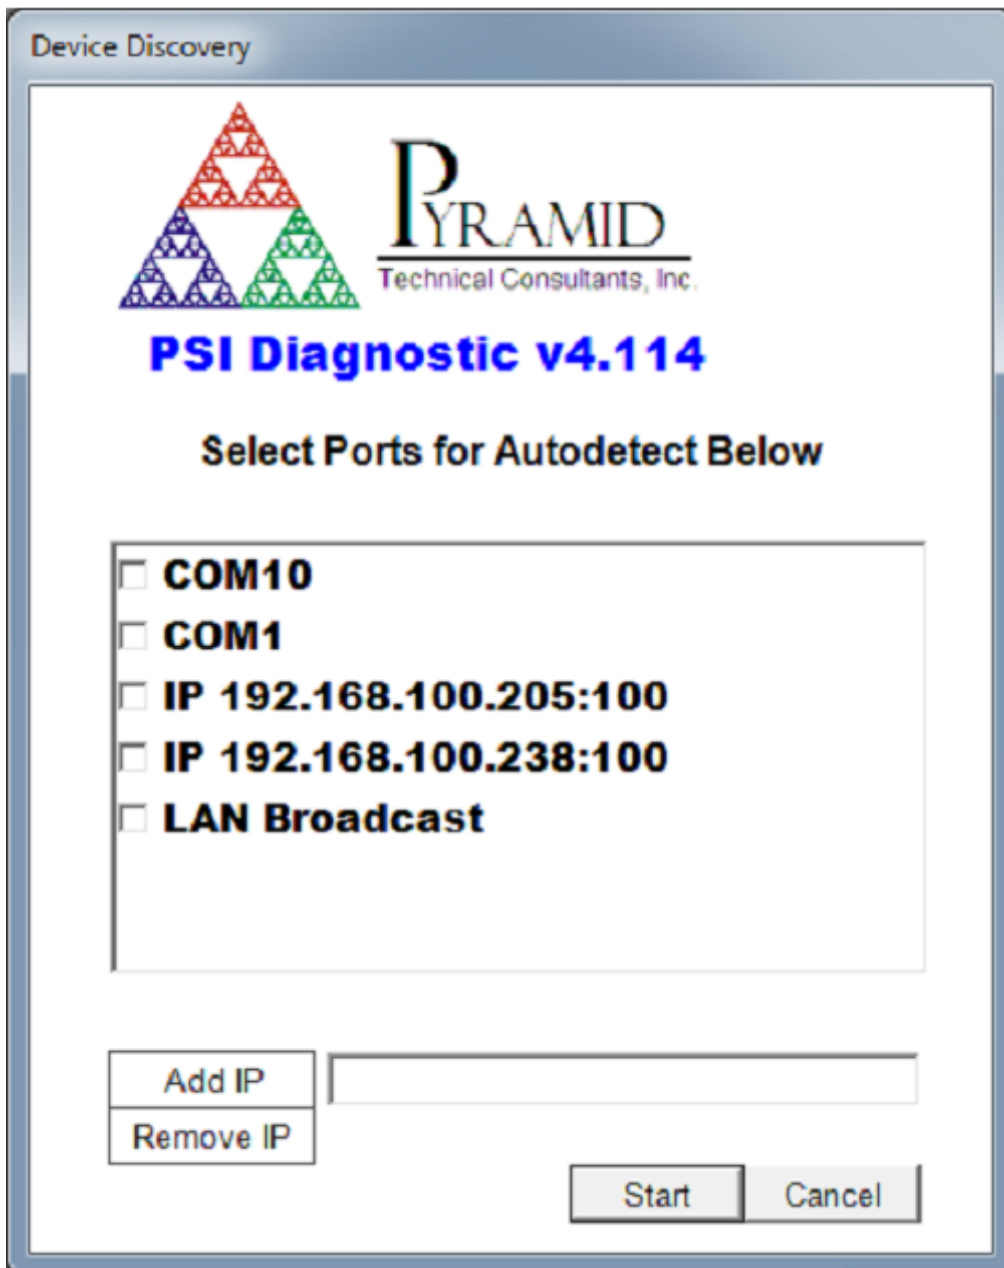 Device Discovery
PYRAMID
Technical Consultants, Inc.
PSI Diagnostic v4.114
Select Ports for Autodetect Below
COM10
COM1
IP 192.168.100.205:100
IP 192.168.100.238:100
LAN Broadcast
Add IP
Remove IP
Start Cancel